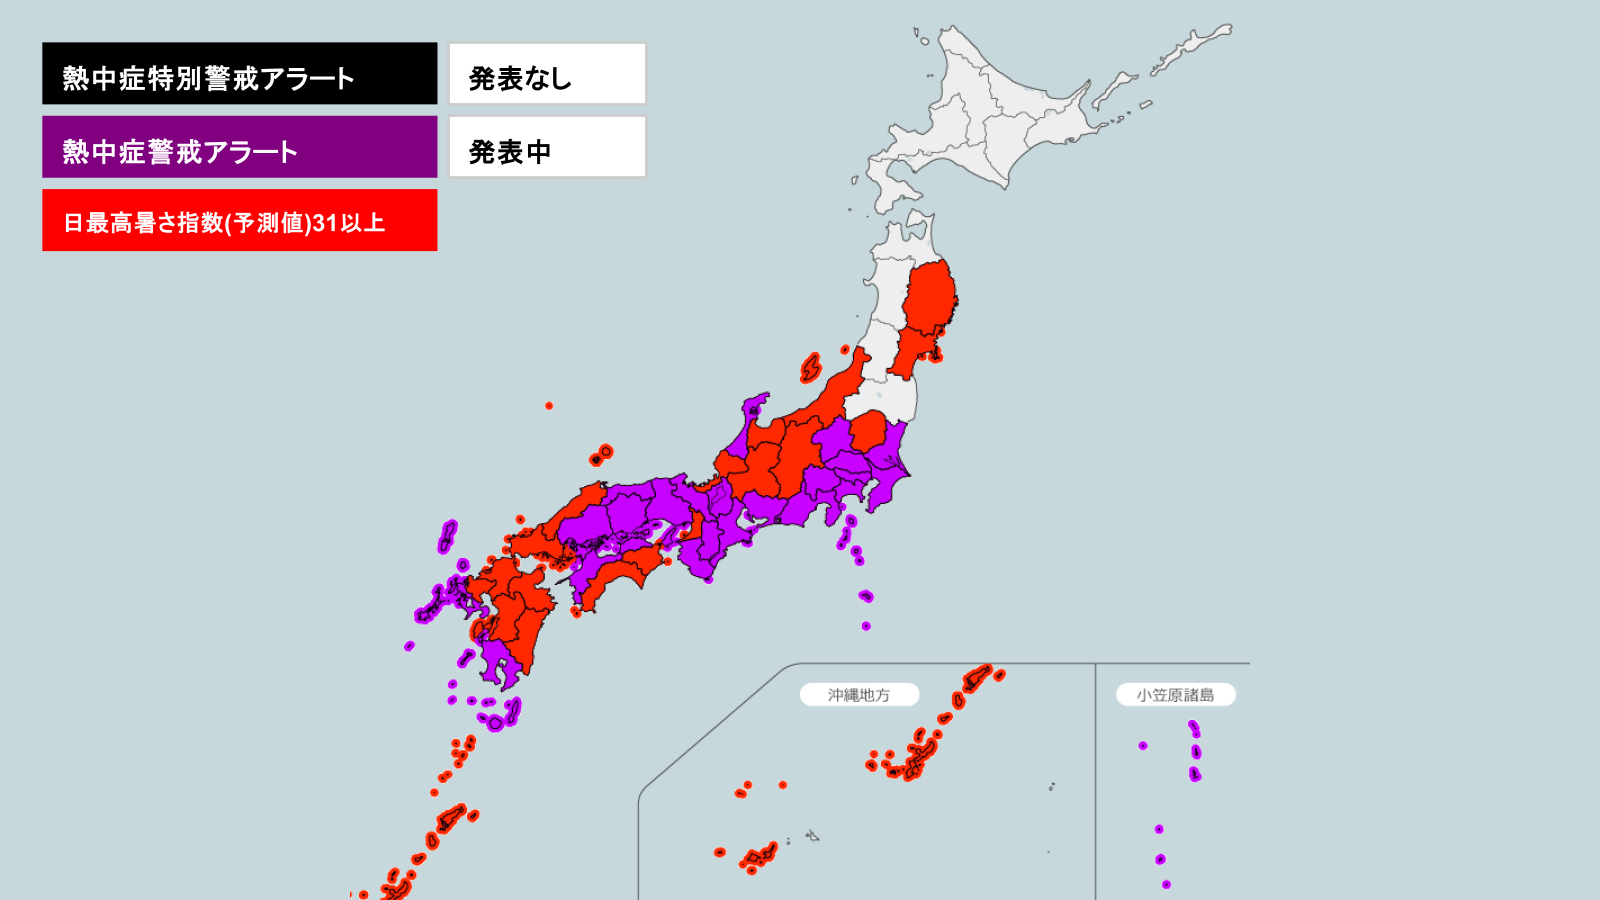 熱中症特別警戒アラート
発表なし
熱中症警戒アラート
発表中
日最高暑さ指数(予測値)31以上
沖縄地方
小笠原諸島